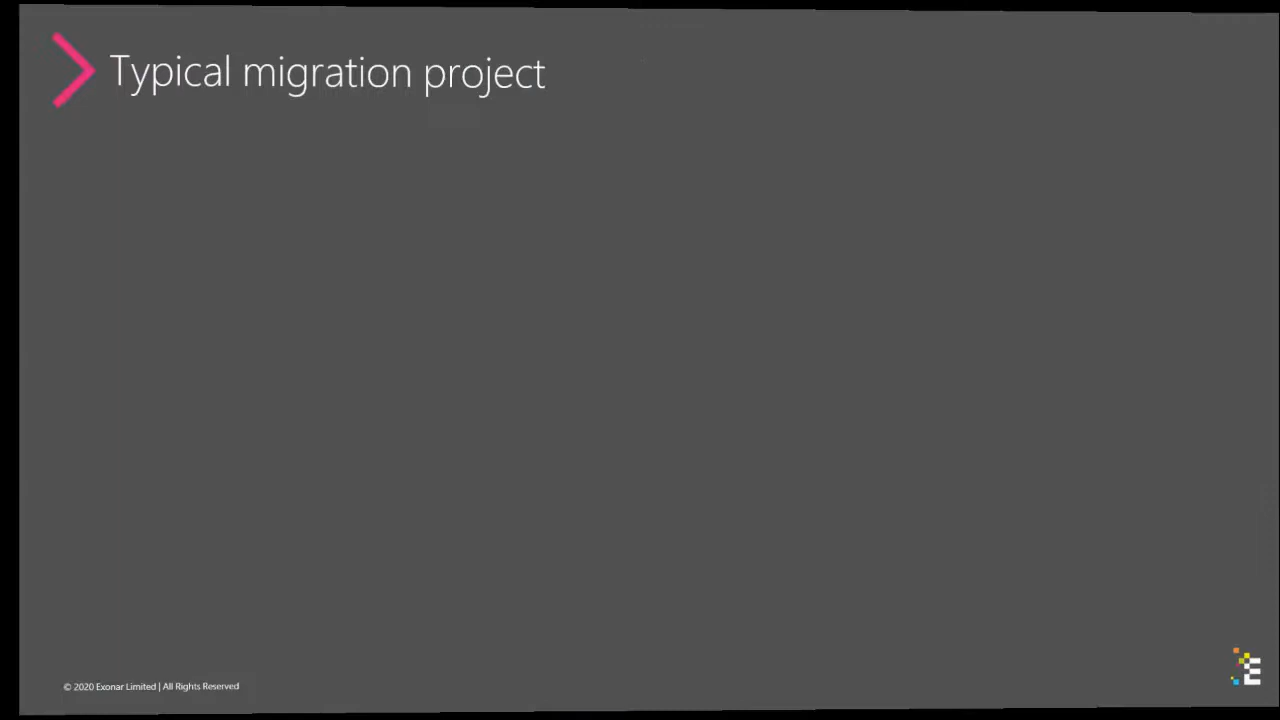 Typical migration project
© 2020 Exonar Limited | All Rights Reserved